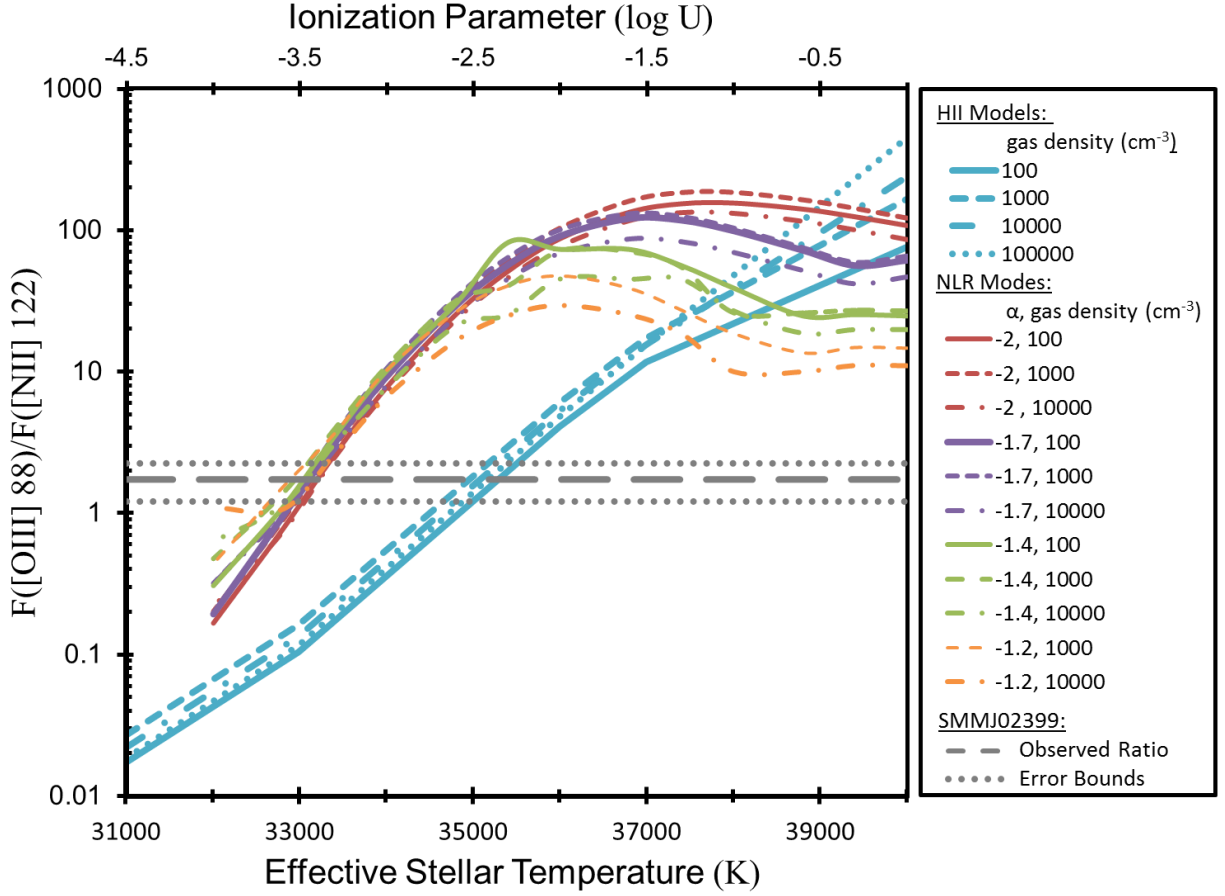 Ionization Parameter (log U)
-4.5 -3.5 -2.5 -1.5 -0.5
1000
100
10
1
0.1
0.01
F([OIII] 88)/F([NII] 122)
31000 33000 35000 37000 39000
Effective Stellar Temperature (K)
HII Models:
gas density (cm-3)
100
1000
10000
100000
NLR Modes:
α, gas density (cm-3)
-2, 100
-2, 1000
-2 , 10000
-1.7, 100
-1.7, 1000
-1.7, 10000
-1.4, 100
-1.4, 1000
-1.4, 10000
-1.2, 1000
-1.2, 10000
SMMJ02399:
Observed Ratio
Error Bounds